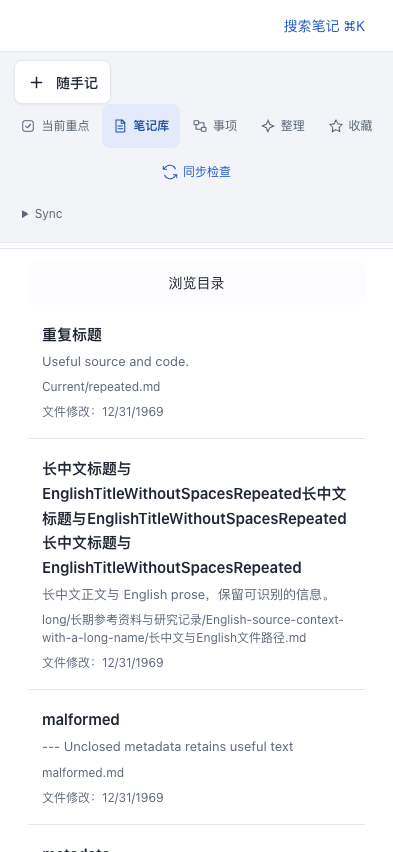 搜索笔记 ⌘K
+ 随手记
当前重点 笔记库 事项 整理 收藏
同步检查
▶ Sync
浏览目录
重复标题
Useful source and code.
Current/repeated.md
文件修改：12/31/1969
长中文标题与
EnglishTitleWithoutSpacesRepeated长中文
标题与EnglishTitleWithoutSpacesRepeated
长中文标题与
EnglishTitleWithoutSpacesRepeated
长中文正文与 English prose，保留可识别的信息。
long/长期参考资料与研究记录/English-source-context-
with-a-long-name/长中文与English文件路径.md
文件修改：12/31/1969
malformed
--- Unclosed metadata retains useful text
malformed.md
文件修改：12/31/1969